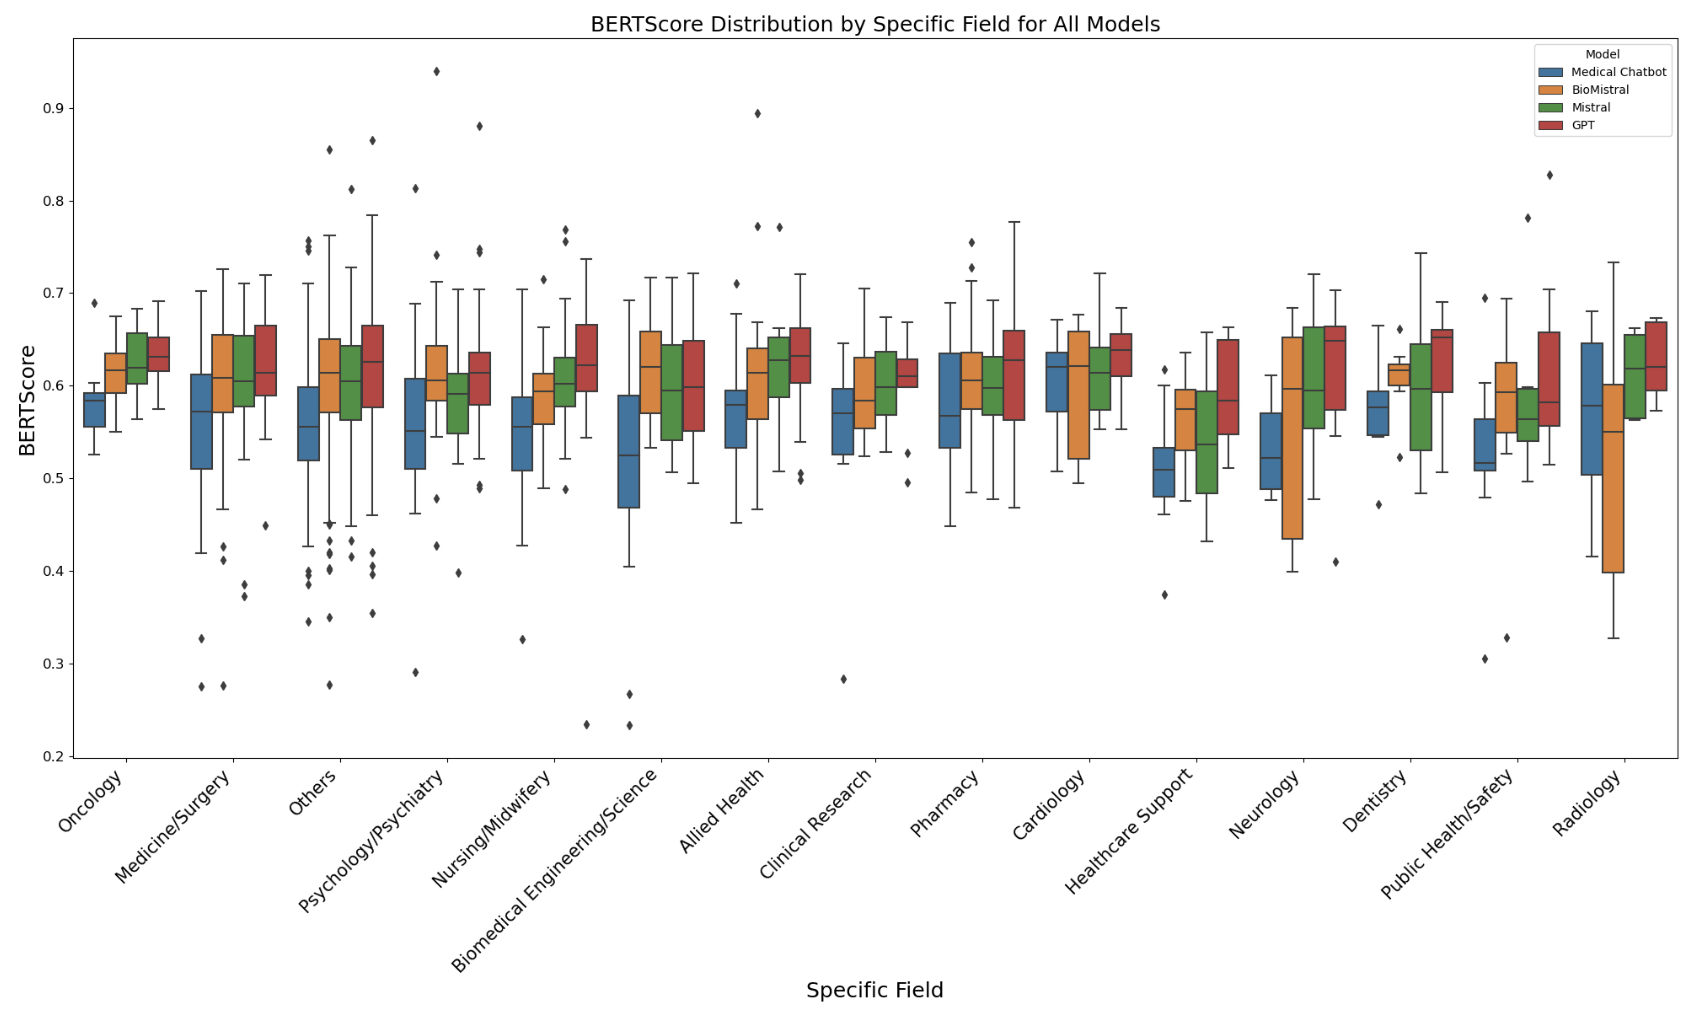 BERTScore Distribution by Specific Field for All Models
Model
Medical Chatbot
BioMistral
Mistral
GPT
BERTScore
0.9
0.8
0.7
0.6
0.5
0.4
0.3
0.2
Oncology
Medicine/Surgery
Others
Psychology/Psychiatry
Nursing/Midwifery
Biomedical Engineering/Science
Allied Health
Clinical Research
Pharmacy
Cardiology
Healthcare Support
Neurology
Dentistry
Public Health/Safety
Radiology
Specific Field